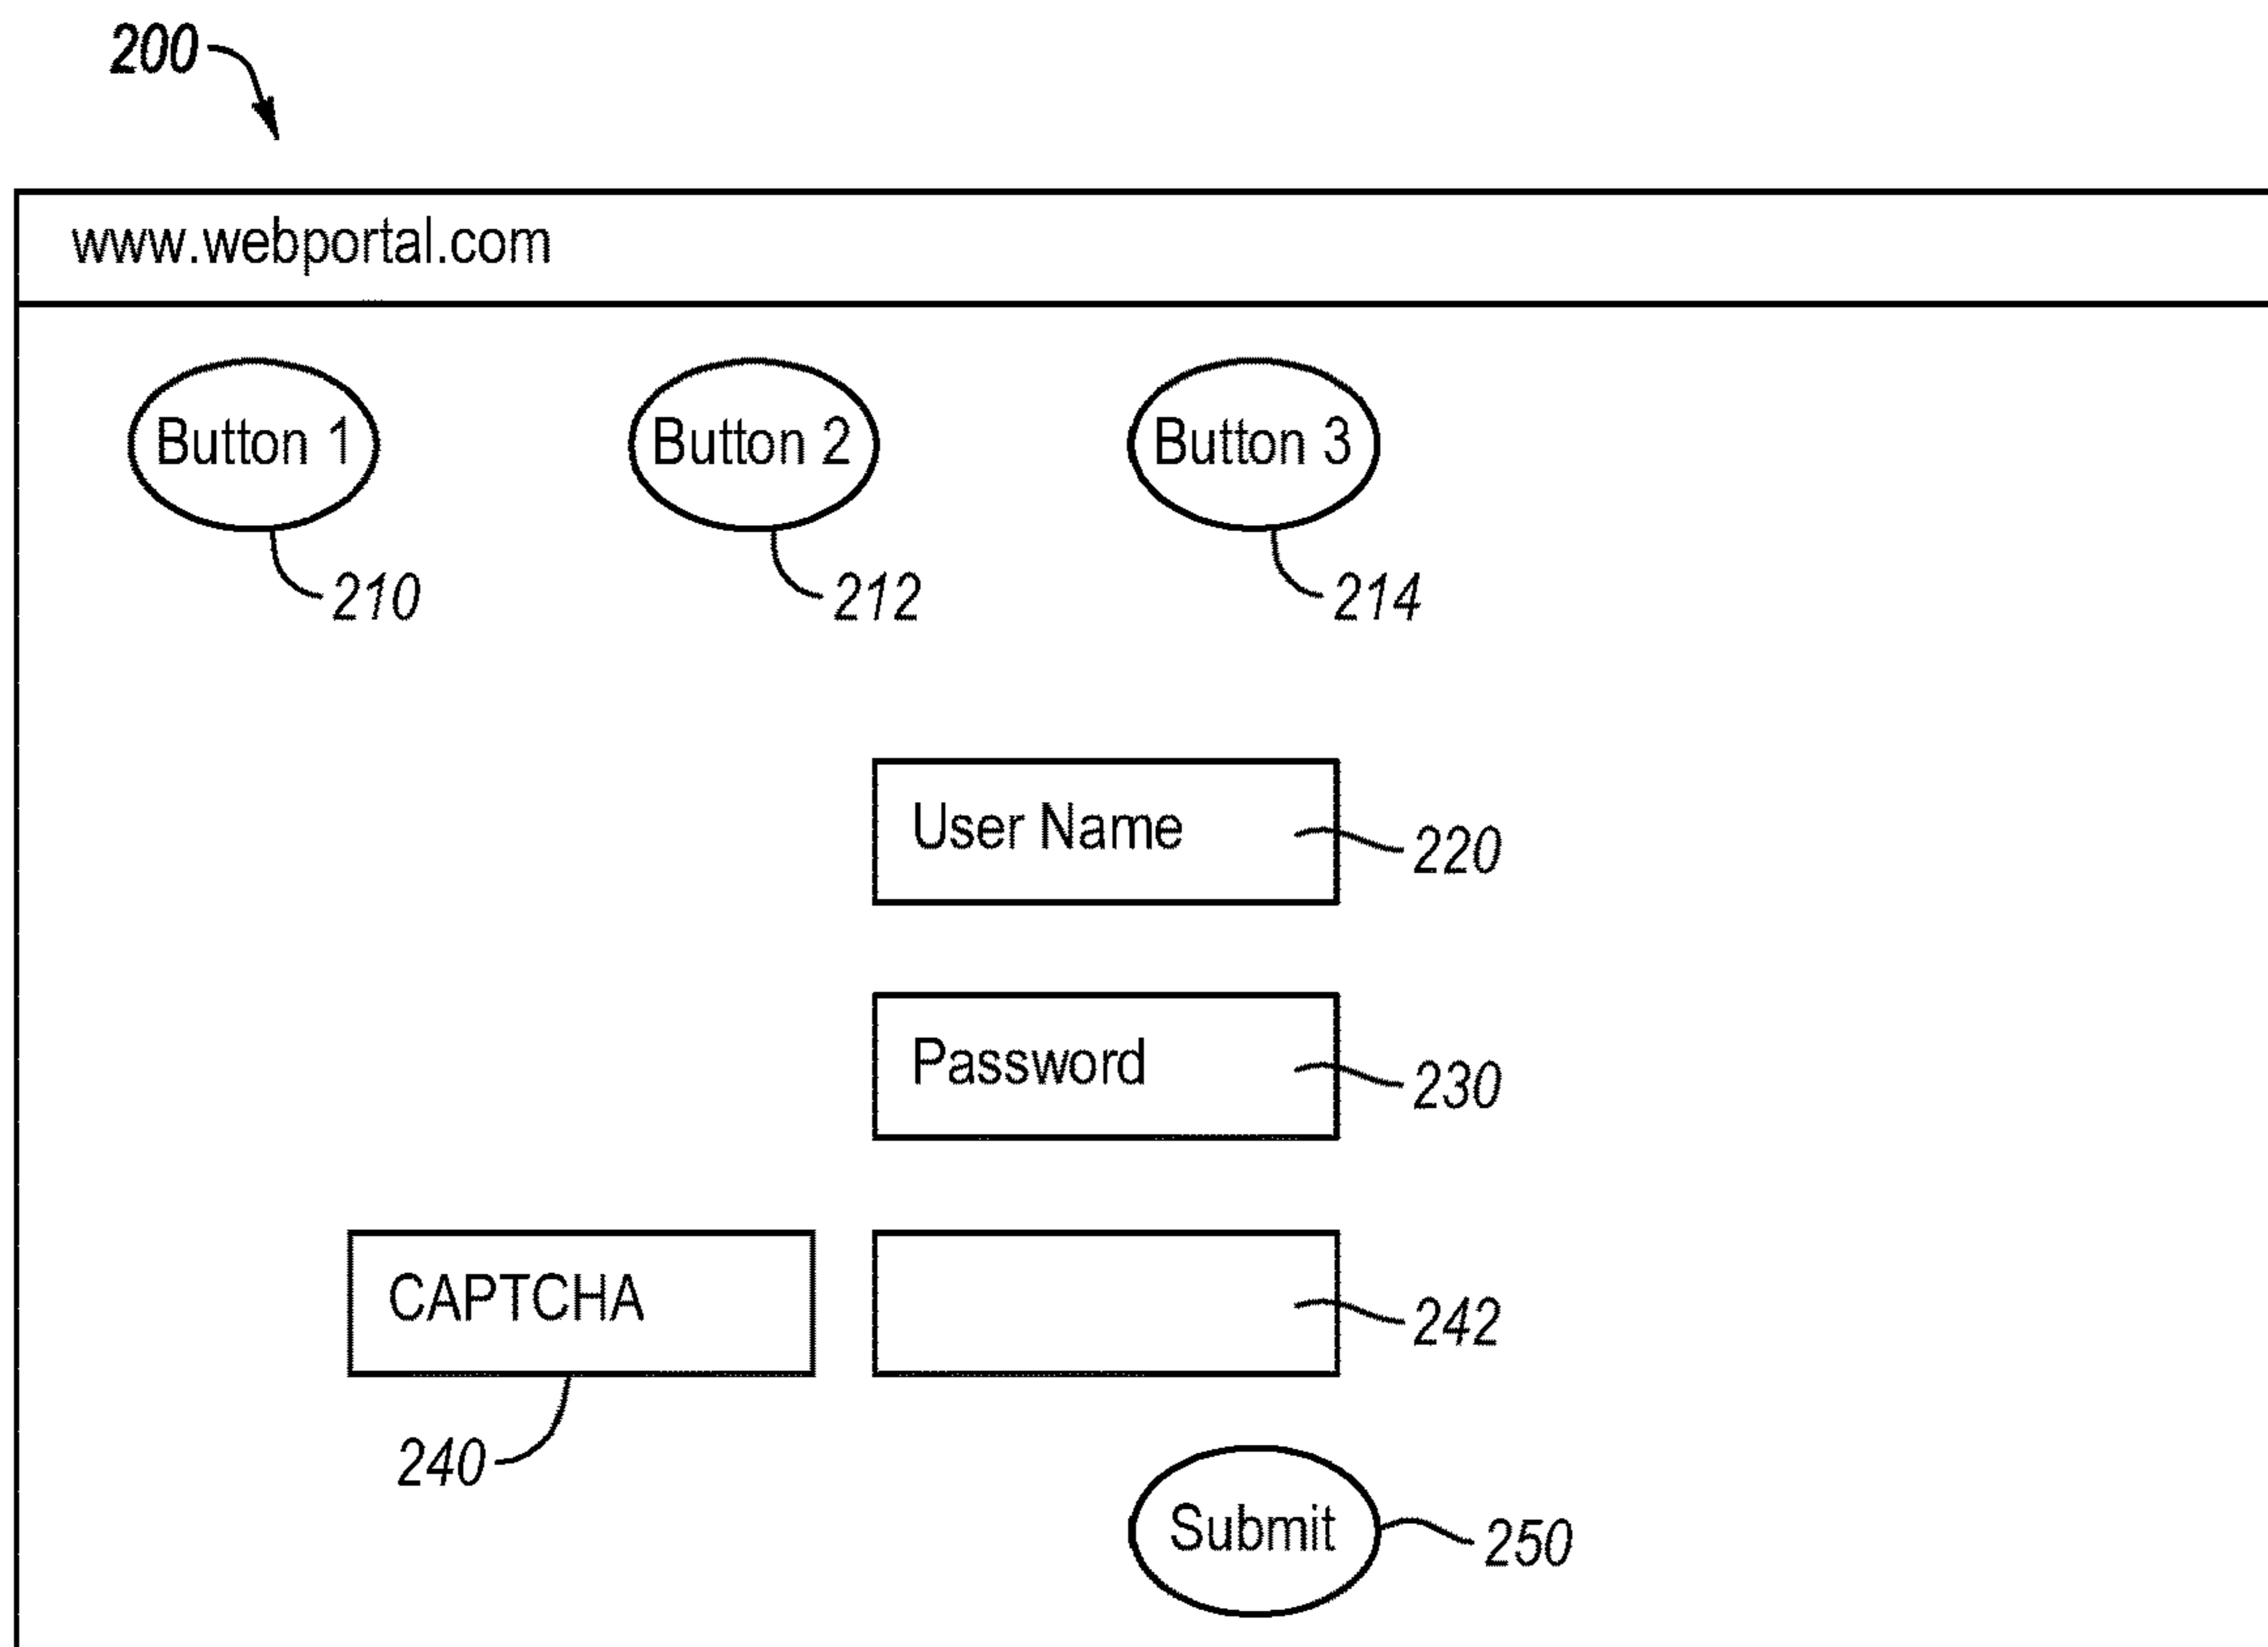 200
www.webportal.com
Button 1 Button 2 Button 3
210 212 214
User Name 220
Password 230
CAPTCHA 242
240
Submit 250